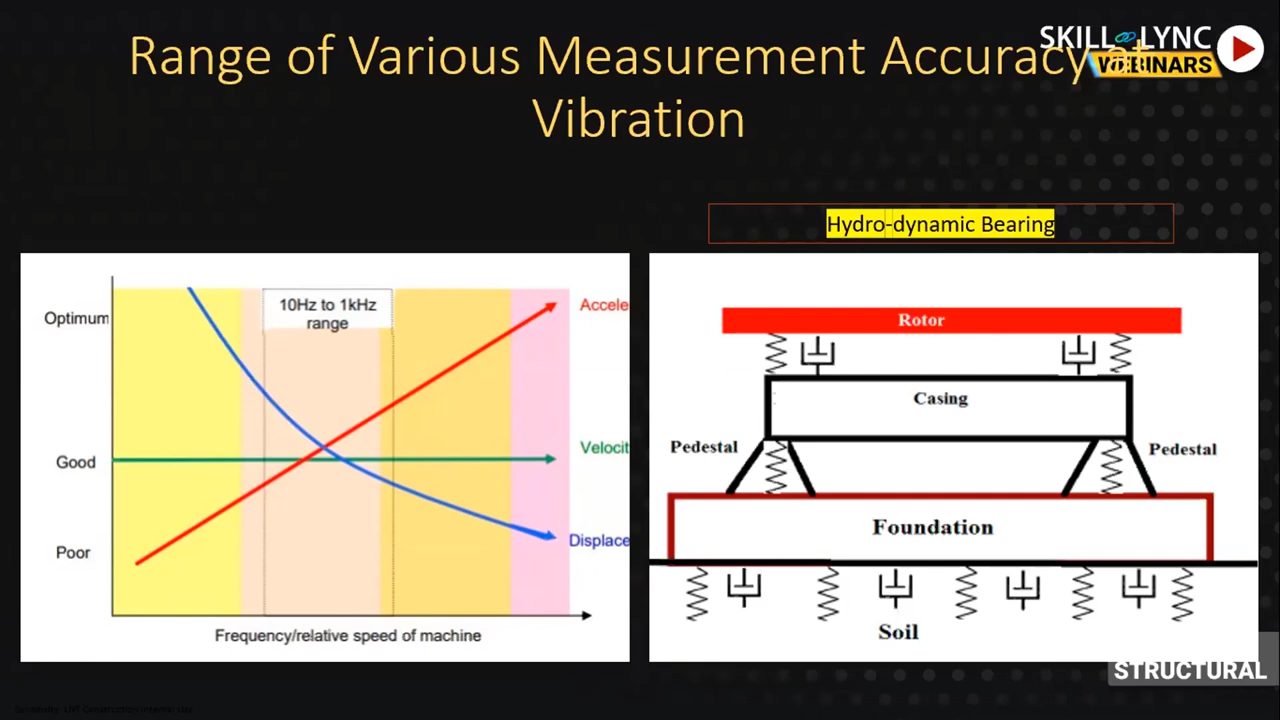 Range of Various Measurement Accuracy of
Vibration
SKILL LYNC
WEBINARS
Hydro-dynamic Bearing
Optimum
Good
Poor
10Hz to 1kHz
range
Accele
Velocit
Displace
Frequency/relative speed of machine
Rotor
Casing
Pedestal
Pedestal
Foundation
Soil
STRUCTURAL